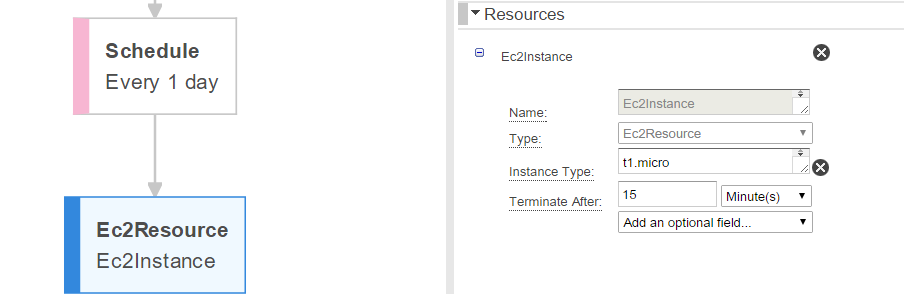 Schedule
Every 1 day
Ec2Resource
Ec2Instance
Resources
Ec2Instance
Name: Ec2Instance
Type: Ec2Resource
Instance Type: t1.micro
Terminate After: 15 Minute(s)
Add an optional field...